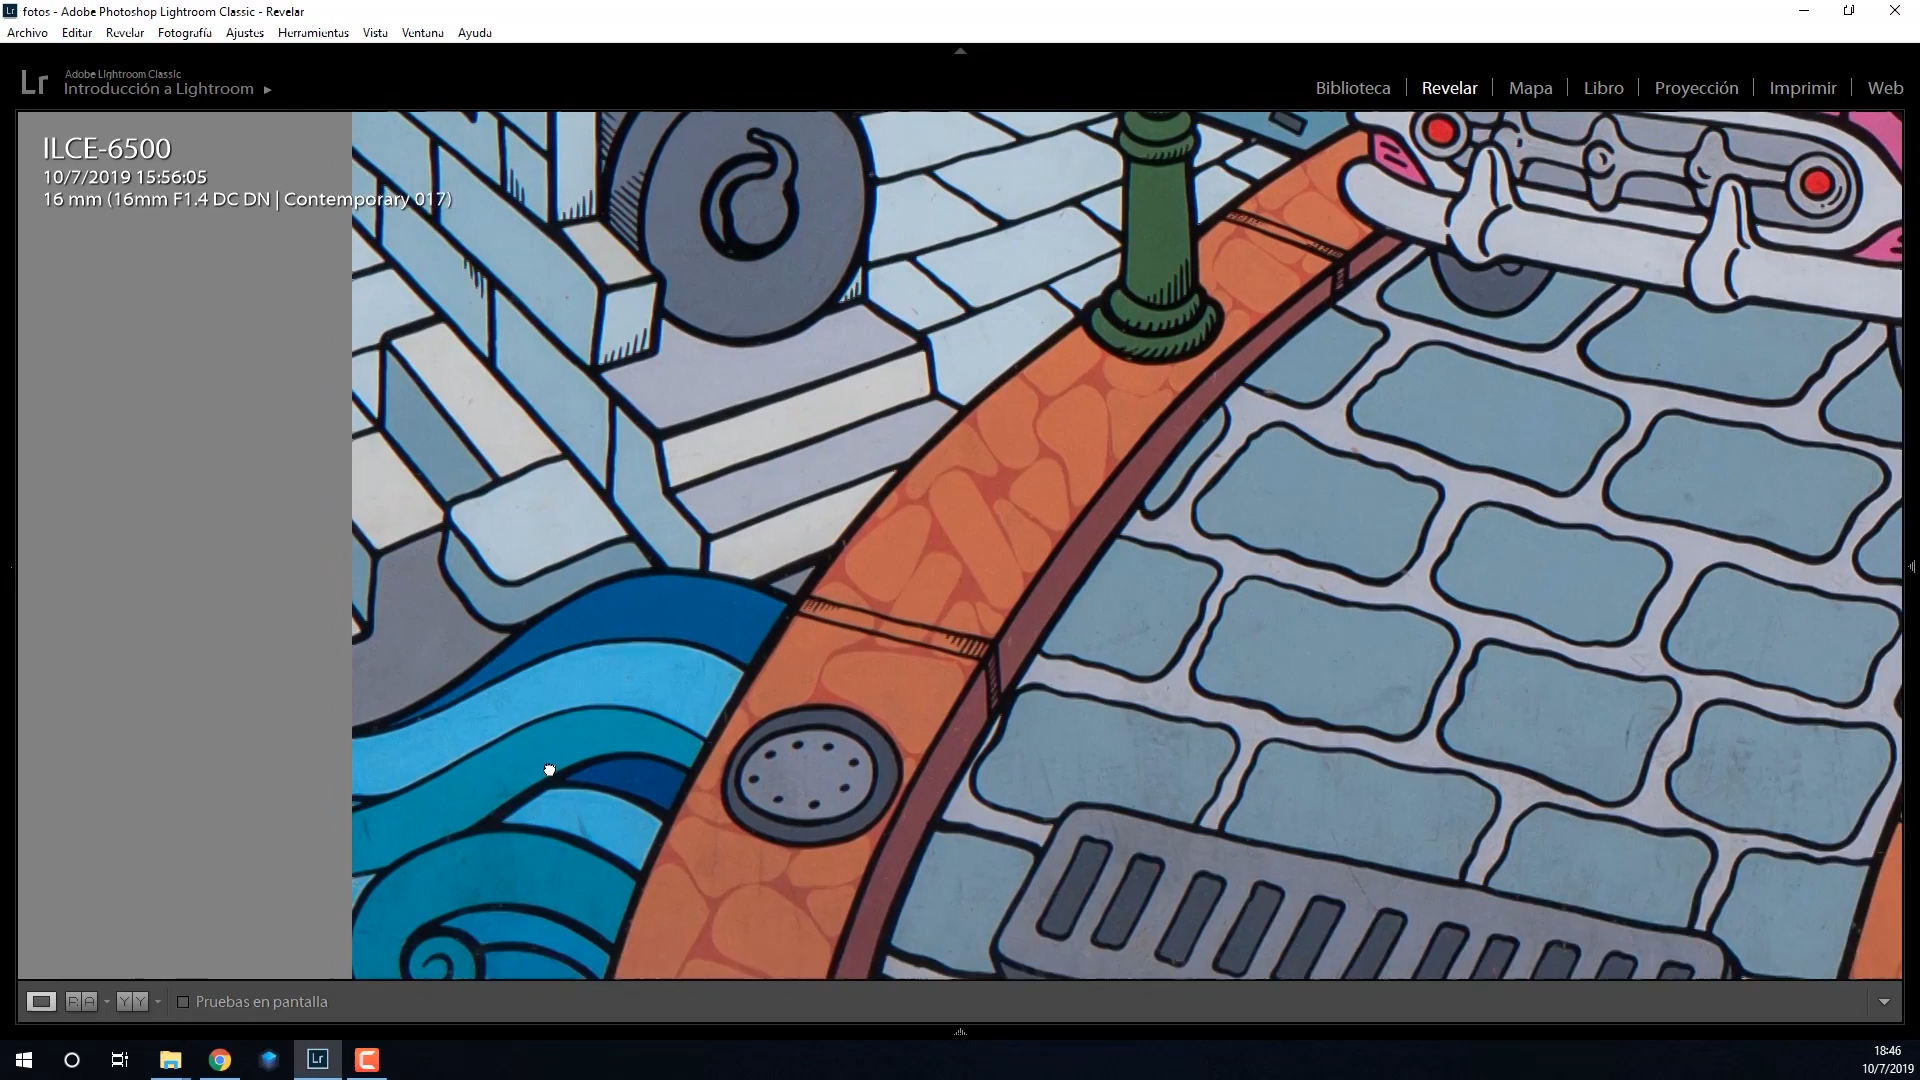 Lr fotos - Adobe Photoshop Lightroom Classic - Revelar
Archivo Editar Revelar Fotografía Ajustes Herramientas Vista Ventana Ayuda
Lr Adobe Lightroom Classic
Introducción a Lightroom
Biblioteca Revelar Mapa Libro Proyección Imprimir Web
ILCE-6500
10/7/2019 15:56:05
16 mm (16mm F1.4 DC DN | Contemporary 017)
R A Y Y Pruebas en pantalla
Lr
18:46
10/7/2019